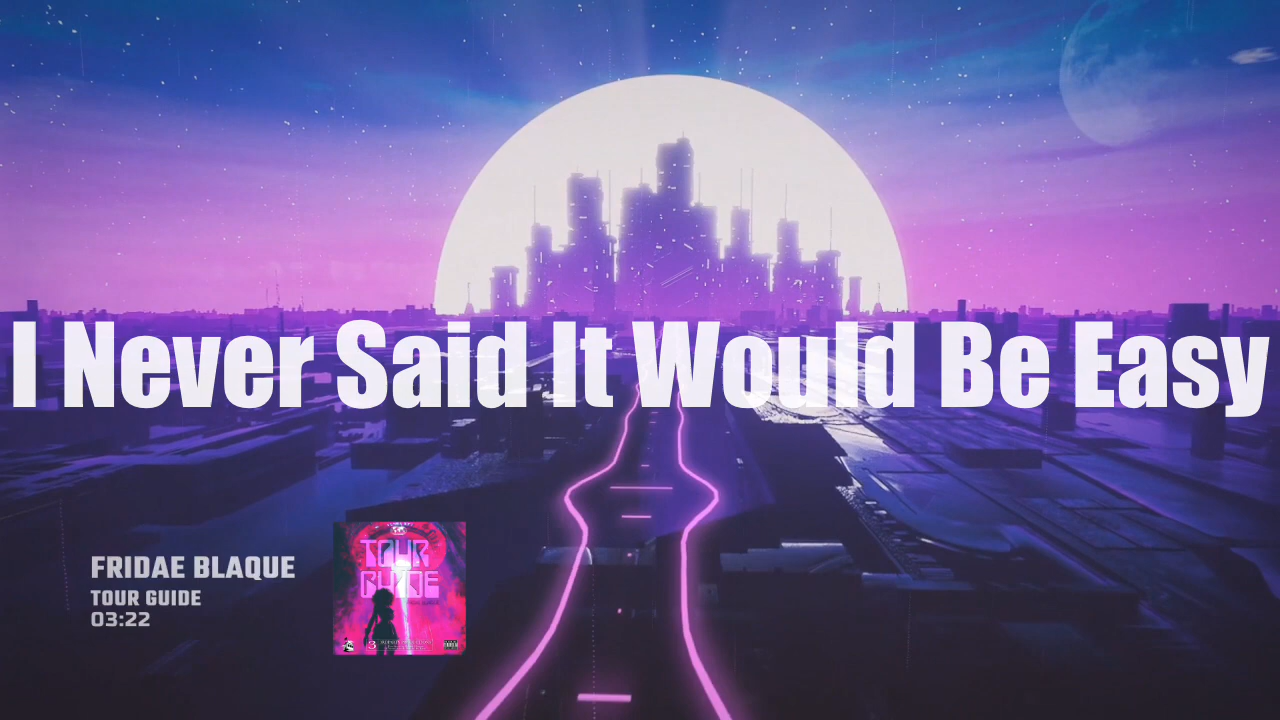 I Never Said It Would Be Easy
FRIDAE BLAQUE
TOUR GUIDE
03:22
TOUR
GUIDE